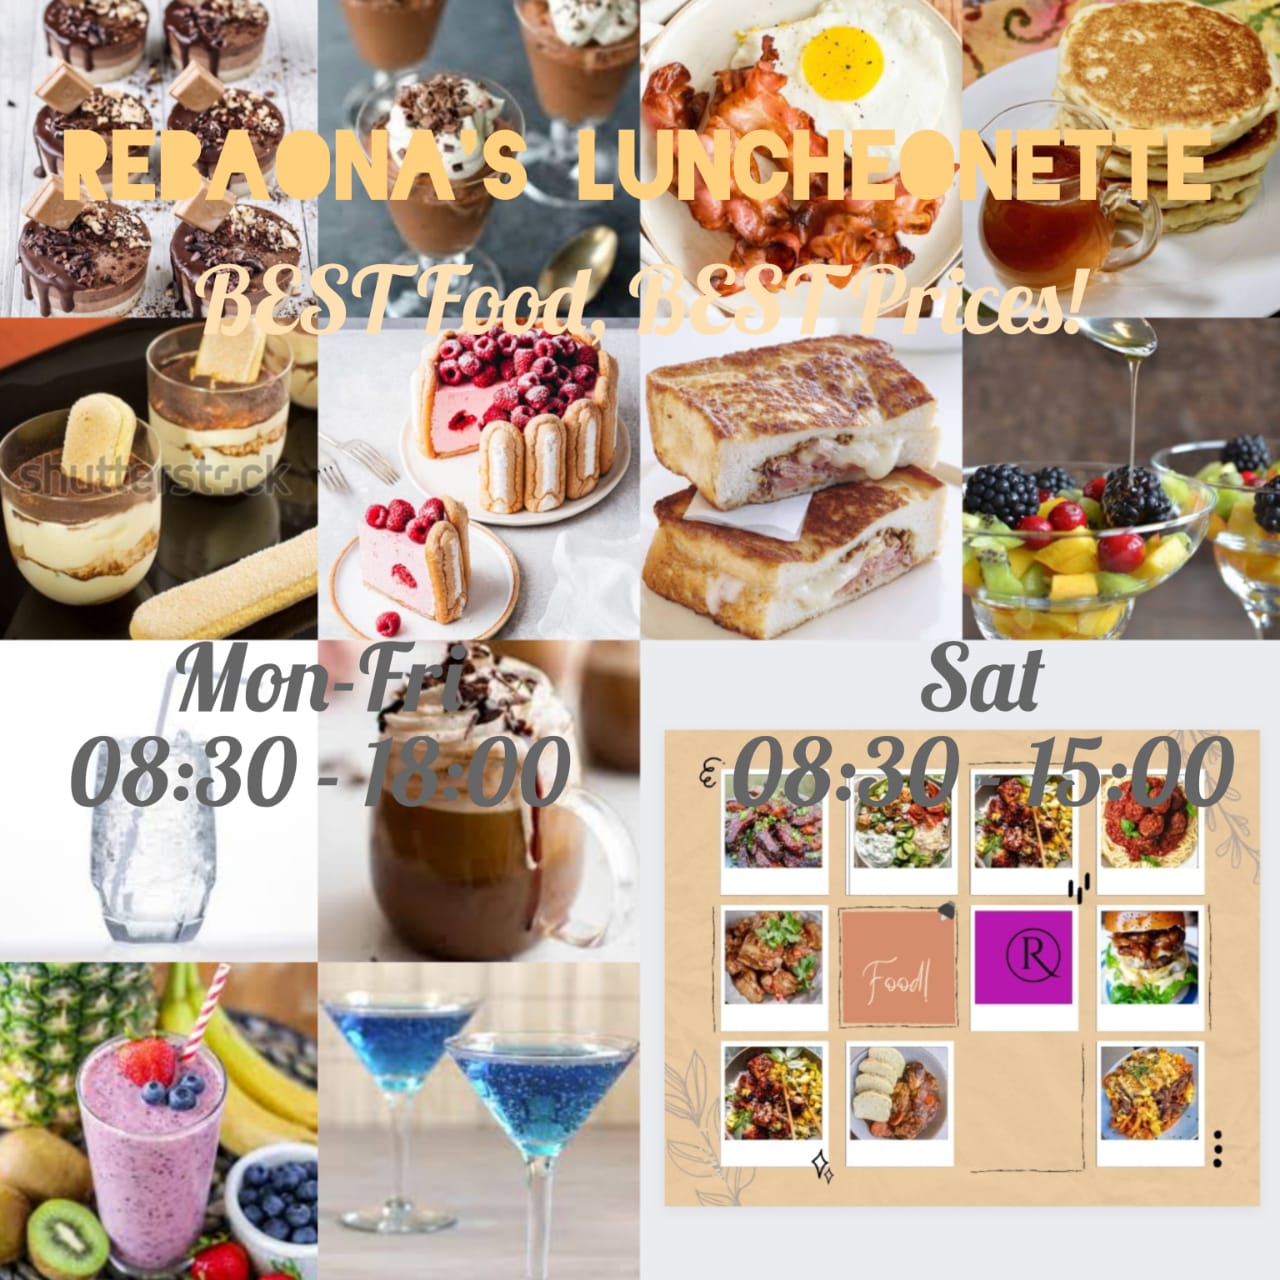 REBAONA'S LUNCHEONETTE
BEST Food, BEST Prices!
shutterstock
Mon-Fri
08:30 - 18:00
Sat
08:30 - 15:00
Food!
R